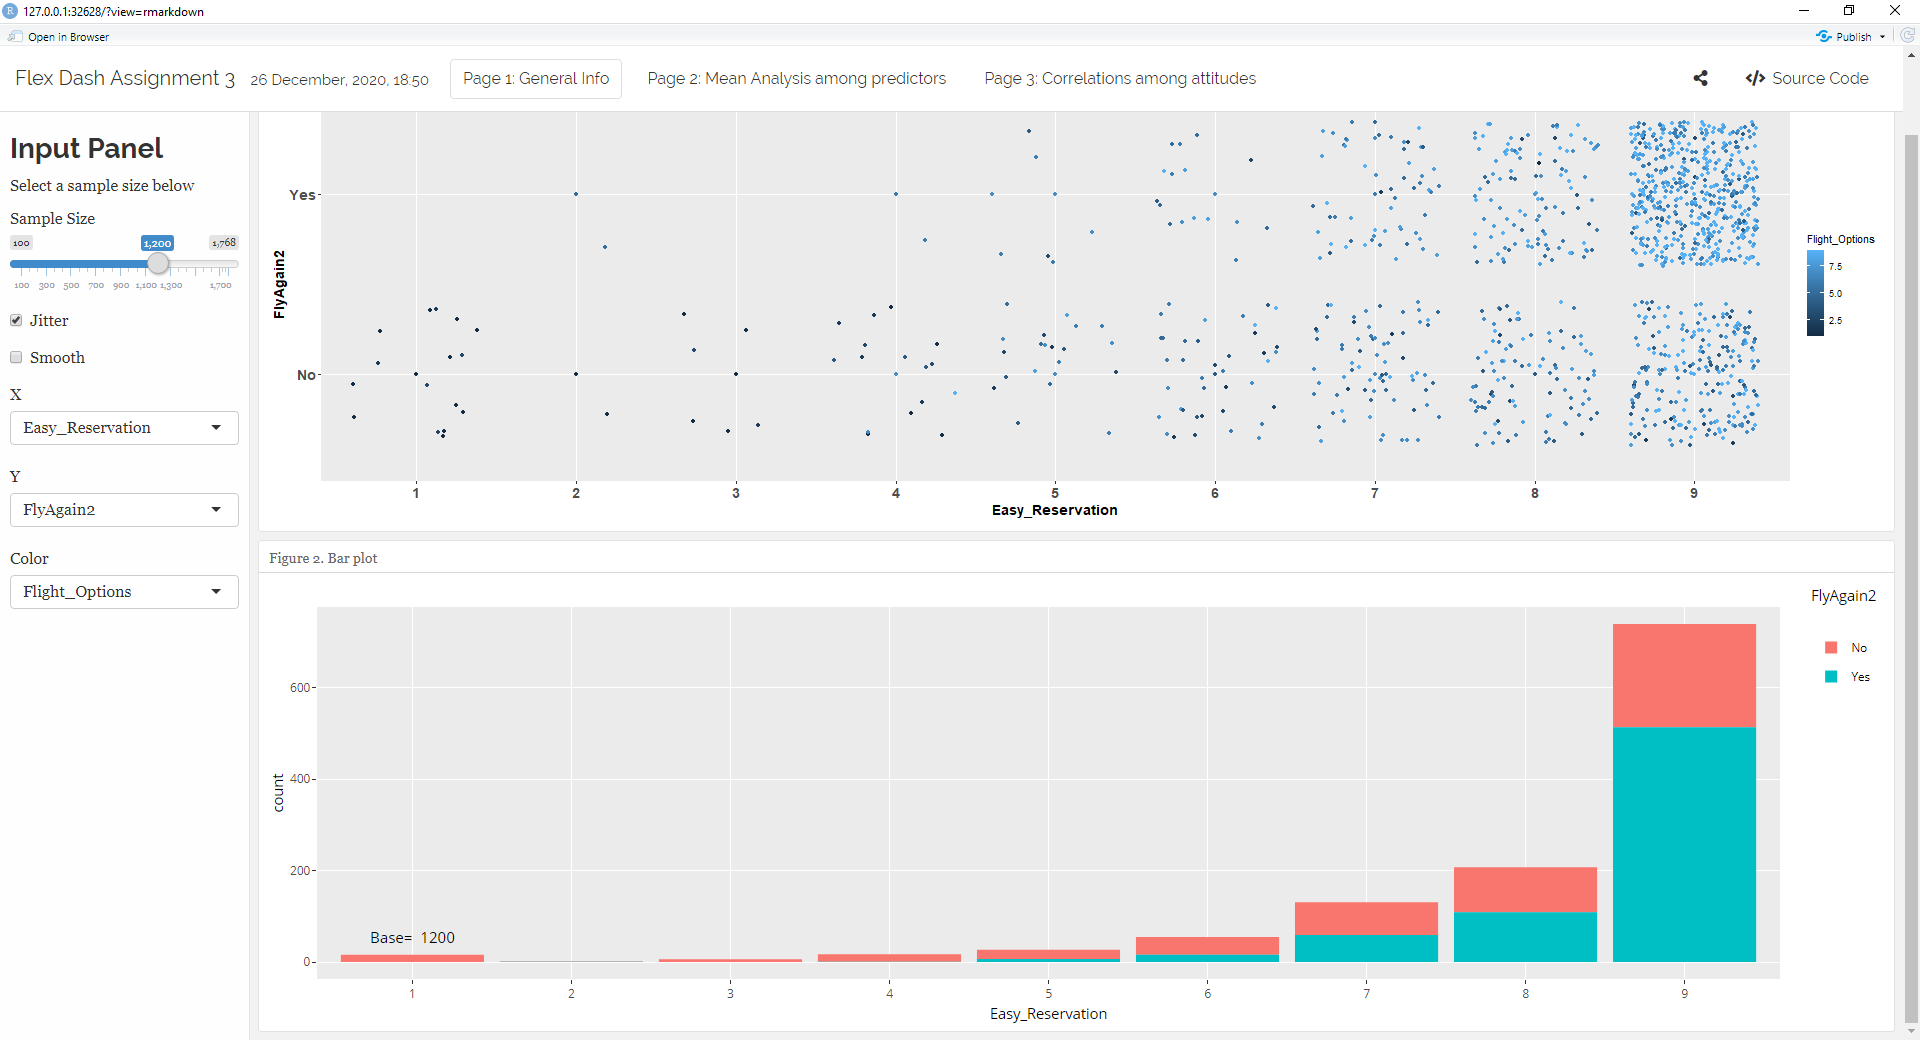 127.0.0.1:32628/?view=rmarkdown
Open in Browser
Publish
Flex Dash Assignment 3
26 December, 2020, 18:50
Page 1: General Info
Page 2: Mean Analysis among predictors
Page 3: Correlations among attitudes
Source Code
Input Panel
Select a sample size below
Sample Size
100
1,200
1,768
100 300 500 700 900 1,100 1,300 1,700
Jitter
Smooth
X
Easy_Reservation
Y
FlyAgain2
Color
Flight_Options
FlyAgain2
Yes
No
1 2 3 4 5 6 7 8 9
Easy_Reservation
Flight_Options
7.5
5.0
2.5
Figure 2. Bar plot
FlyAgain2
No
Yes
count
600
400
200
0
Base= 1200
1 2 3 4 5 6 7 8 9
Easy_Reservation